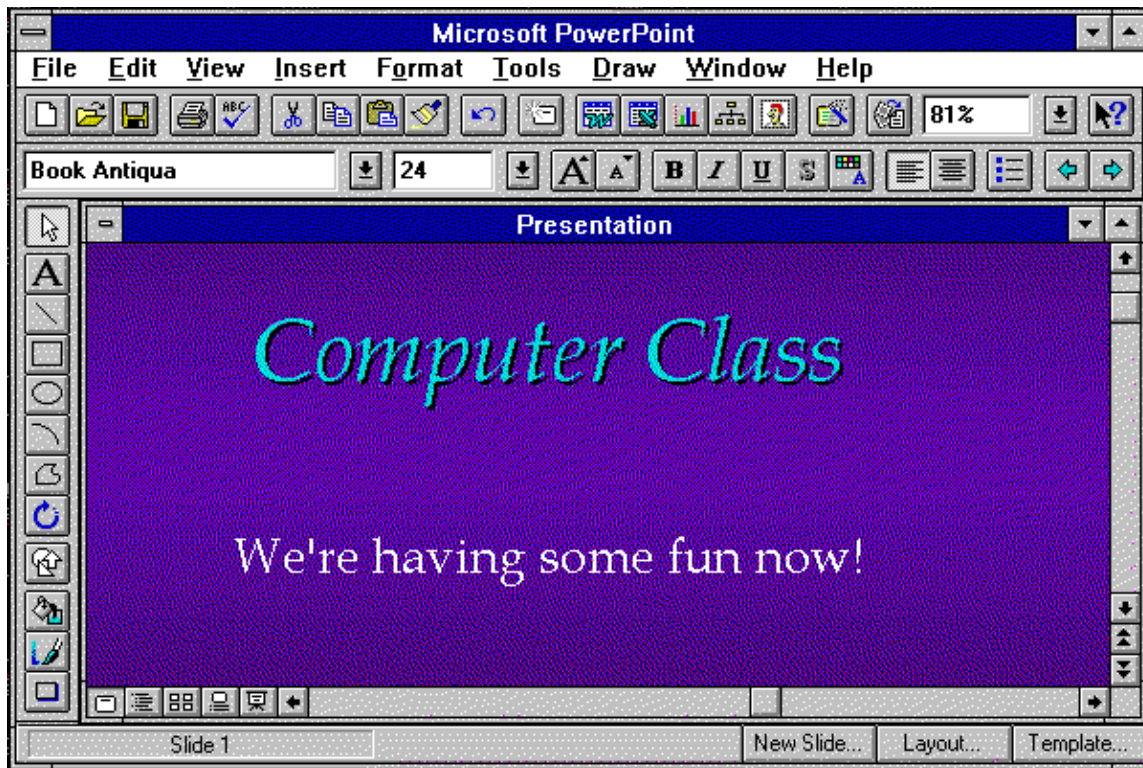 Microsoft PowerPoint
File Edit View Insert Format Tools Draw Window Help
ABC 81% ?
Book Antiqua 24 A A B I U S A
Presentation
A
Computer Class
We're having some fun now!
Slide 1 New Slide... Layout... Template...